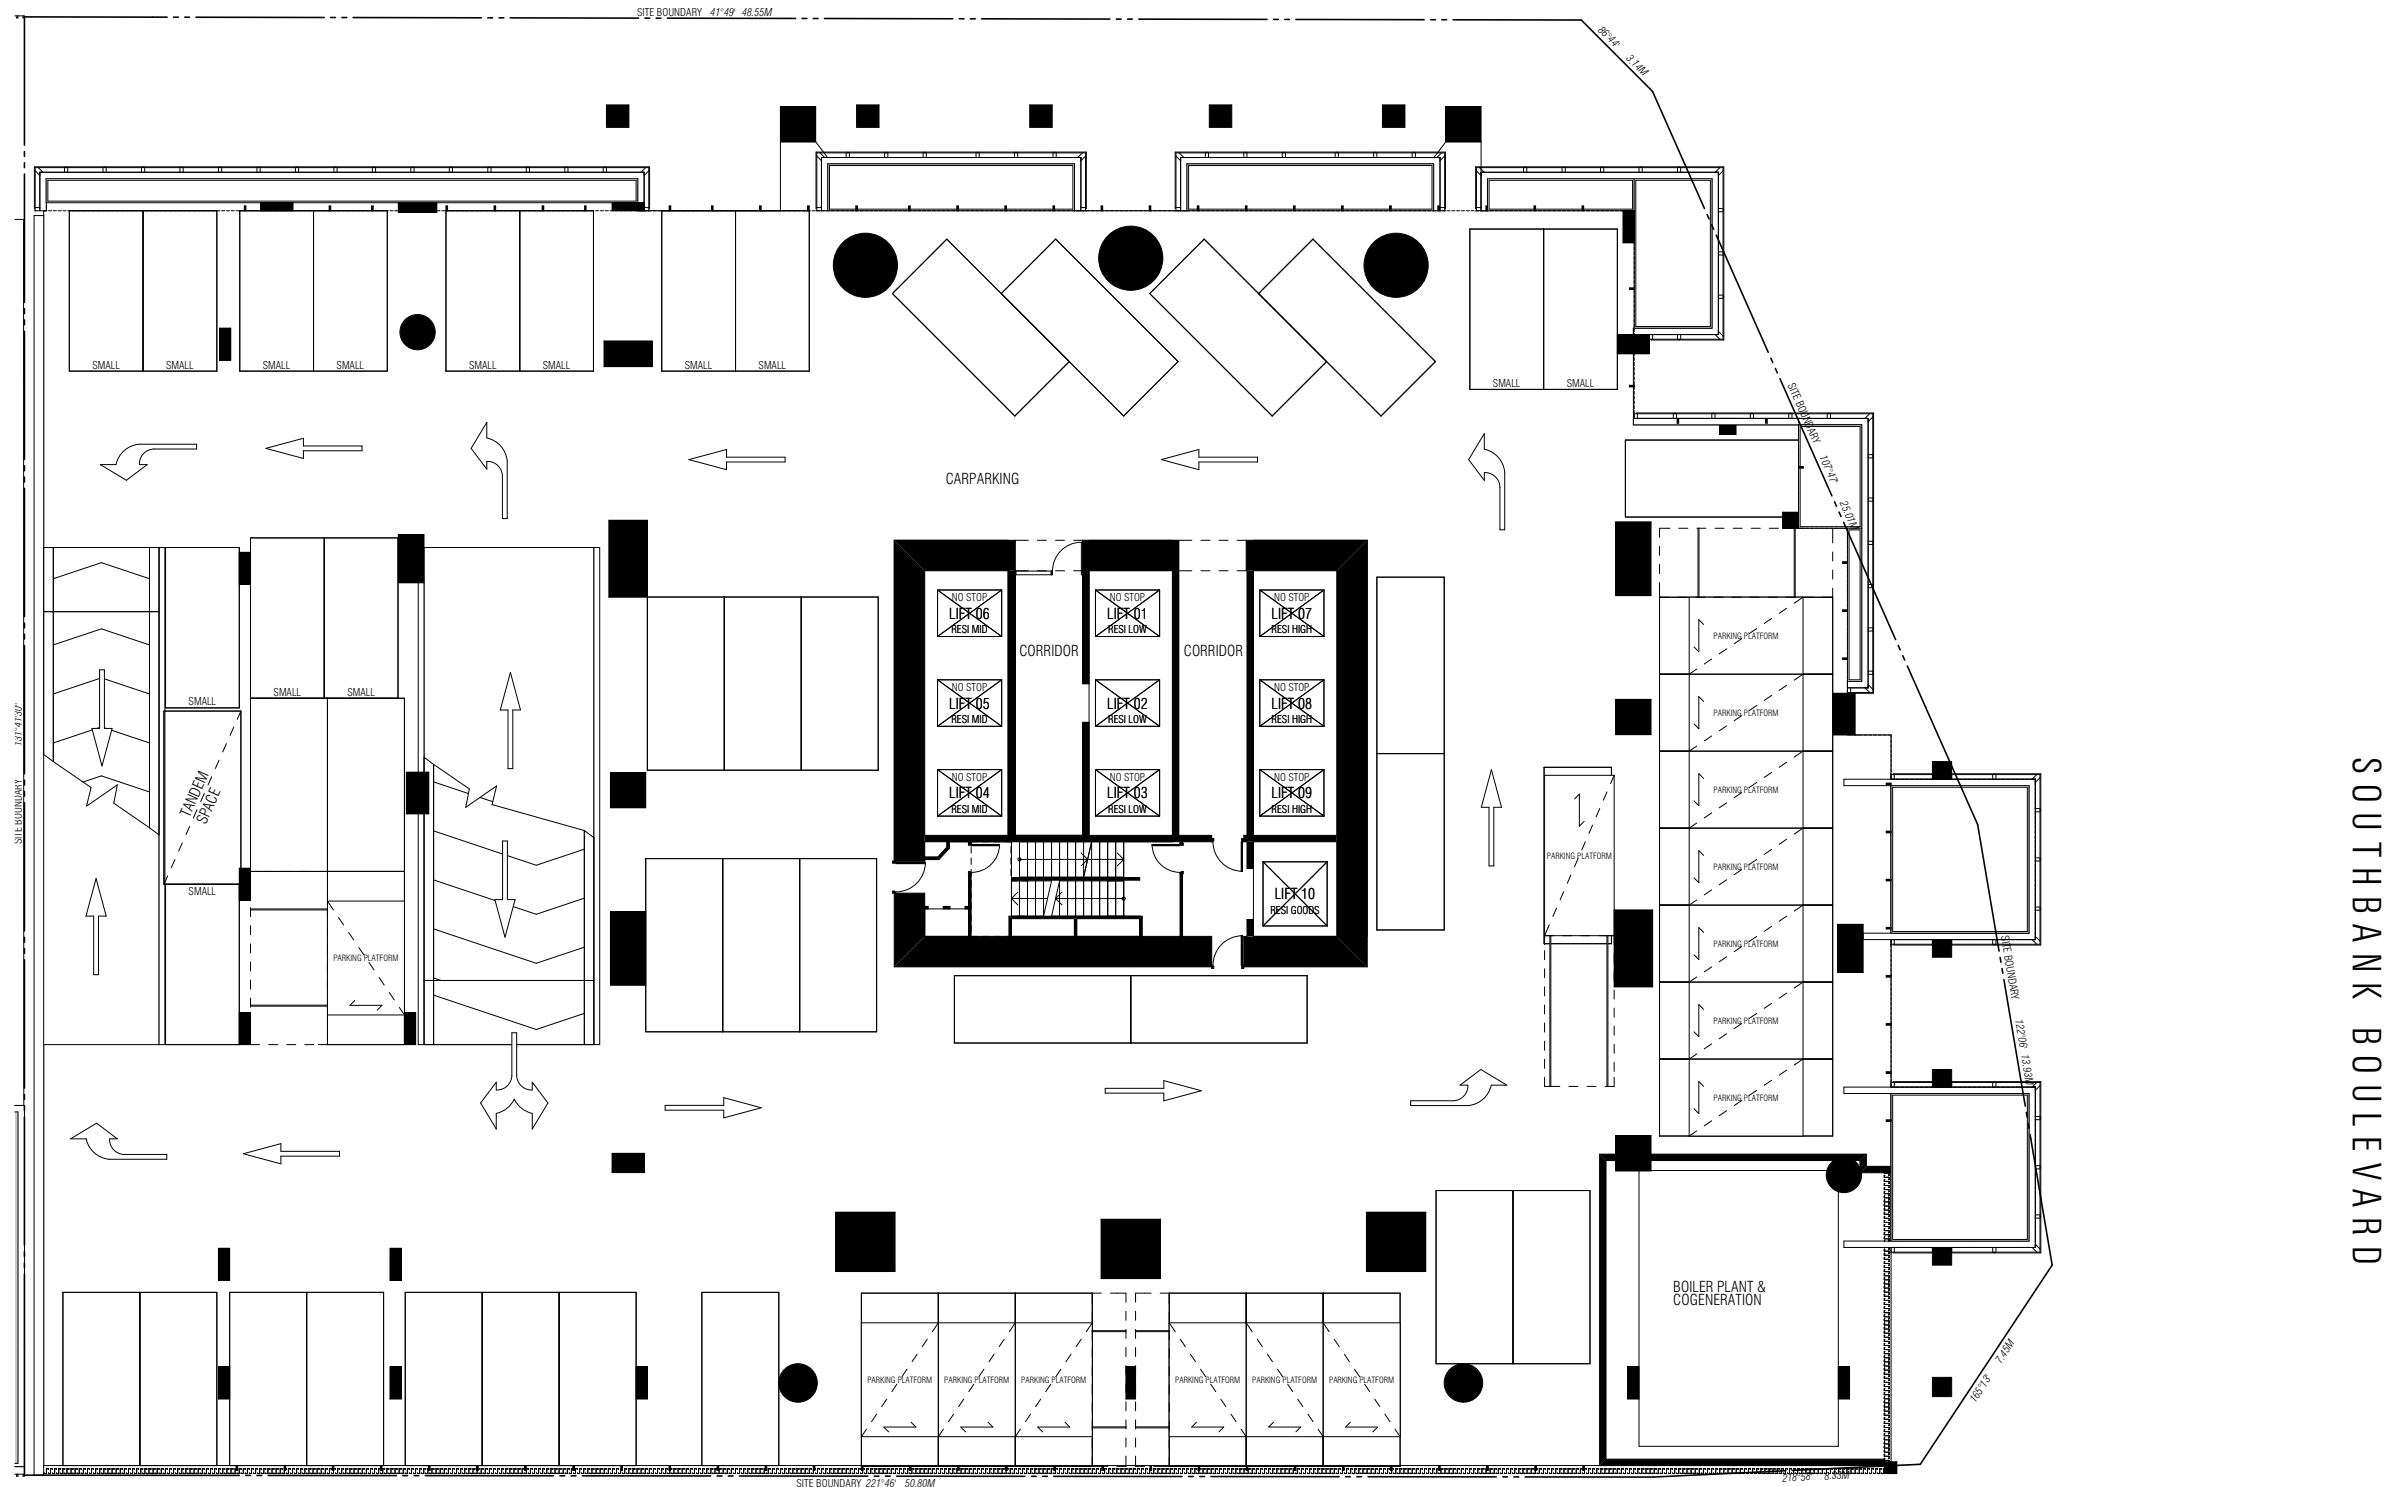 SITE BOUNDARY 41°49' 48.55M
86°44' 3.14M
SMALL SMALL SMALL SMALL SMALL SMALL SMALL SMALL
SMALL SMALL
SITE BOUNDARY 107°47' 25.01M
CARPARKING
NO STOP
LIFT 06
RESI MID
NO STOP
LIFT 01
RESI LOW
NO STOP
LIFT 07
RESI HIGH
CORRIDOR
CORRIDOR
NO STOP
LIFT 05
RESI MID
NO STOP
LIFT 02
RESI LOW
NO STOP
LIFT 08
RESI HIGH
NO STOP
LIFT 04
RESI MID
NO STOP
LIFT 03
RESI LOW
NO STOP
LIFT 09
RESI HIGH
LIFT 10
RESI GOODS
SMALL
SMALL SMALL
TANDEM
SPACE
SMALL
PARKING PLATFORM
SITE BOUNDARY 131°41'30"
PARKING PLATFORM
PARKING PLATFORM
PARKING PLATFORM
PARKING PLATFORM
PARKING PLATFORM
PARKING PLATFORM
PARKING PLATFORM
PARKING PLATFORM
SITE BOUNDARY 122°06' 13.93M
SOUTHBANK BOULEVARD
BOILER PLANT &
COGENERATION
PARKING PLATFORM PARKING PLATFORM PARKING PLATFORM PARKING PLATFORM PARKING PLATFORM PARKING PLATFORM
165°13' 7.45M
SITE BOUNDARY 221°46' 50.80M
218°58' 8.33M